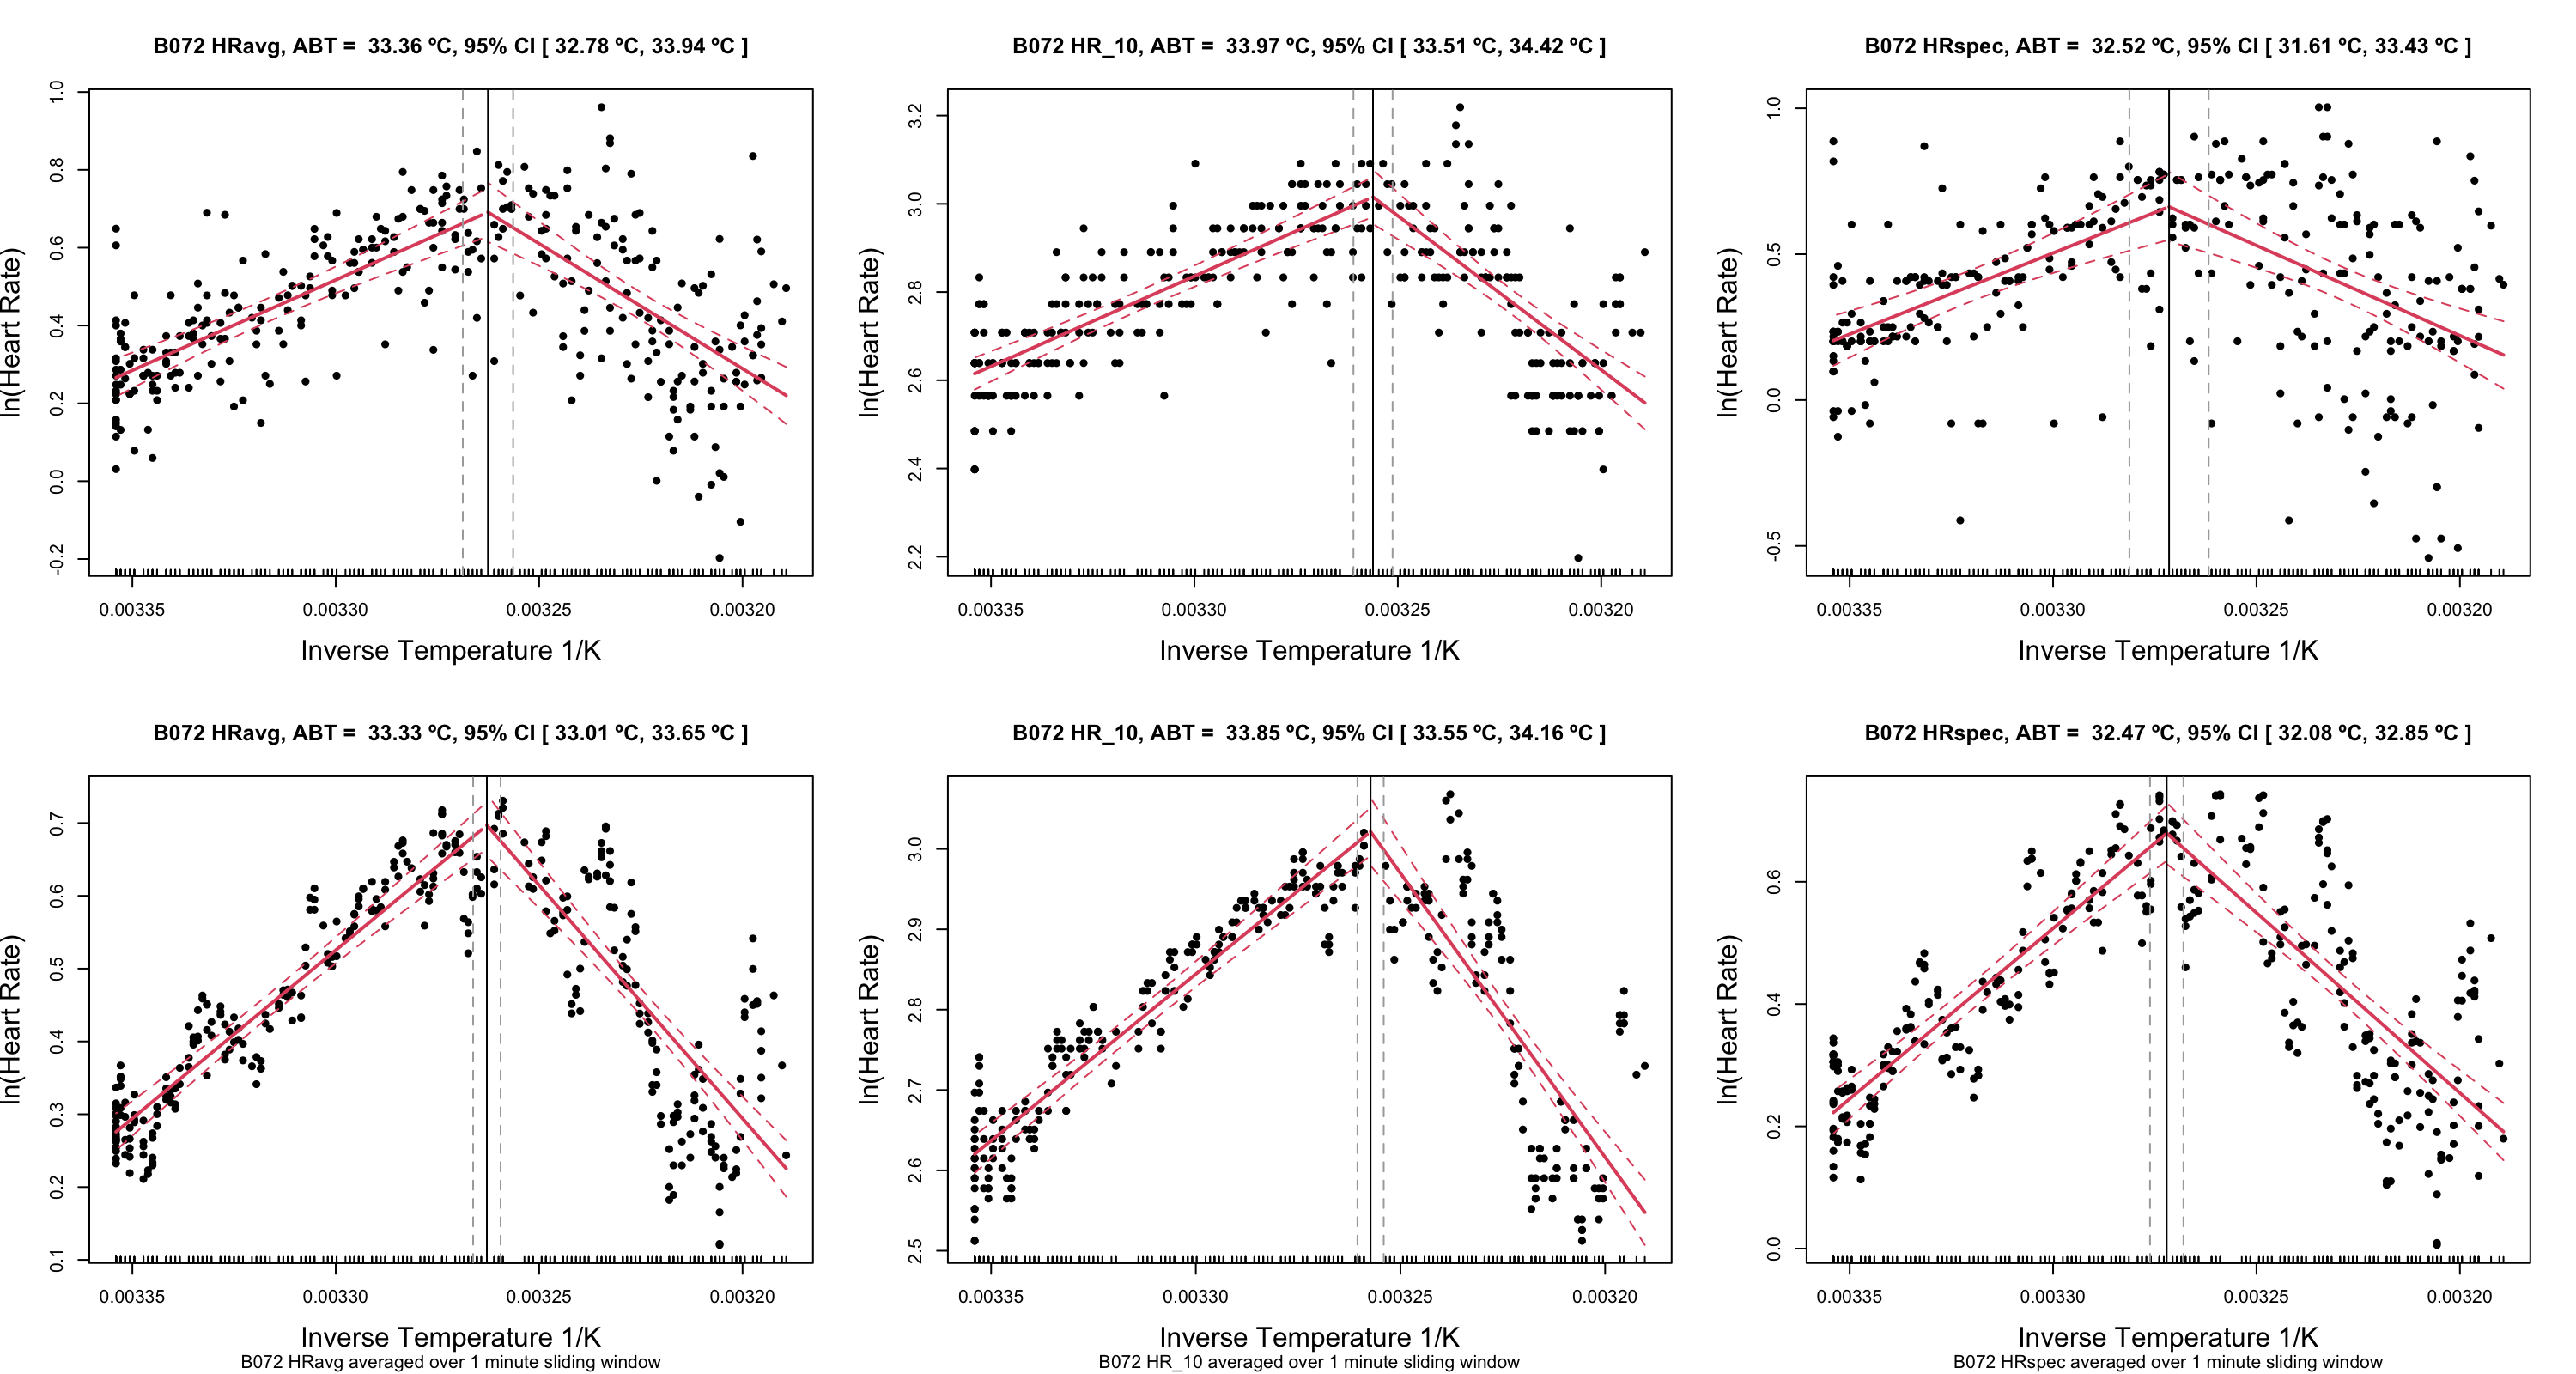 B072 HRavg, ABT = 33.36 ºC, 95% CI [ 32.78 ºC, 33.94 ºC ]
ln(Heart Rate)
1.0
0.8
0.6
0.4
0.2
0.0
-0.2
0.00335 0.00330 0.00325 0.00320
Inverse Temperature 1/K
B072 HR_10, ABT = 33.97 ºC, 95% CI [ 33.51 ºC, 34.42 ºC ]
ln(Heart Rate)
3.2
3.0
2.8
2.6
2.4
2.2
0.00335 0.00330 0.00325 0.00320
Inverse Temperature 1/K
B072 HRspec, ABT = 32.52 ºC, 95% CI [ 31.61 ºC, 33.43 ºC ]
ln(Heart Rate)
1.0
0.5
0.0
-0.5
0.00335 0.00330 0.00325 0.00320
Inverse Temperature 1/K
B072 HRavg, ABT = 33.33 ºC, 95% CI [ 33.01 ºC, 33.65 ºC ]
ln(Heart Rate)
0.7
0.6
0.5
0.4
0.3
0.2
0.1
0.00335 0.00330 0.00325 0.00320
Inverse Temperature 1/K
B072 HRavg averaged over 1 minute sliding window
B072 HR_10, ABT = 33.85 ºC, 95% CI [ 33.55 ºC, 34.16 ºC ]
ln(Heart Rate)
3.0
2.9
2.8
2.7
2.6
2.5
0.00335 0.00330 0.00325 0.00320
Inverse Temperature 1/K
B072 HR_10 averaged over 1 minute sliding window
B072 HRspec, ABT = 32.47 ºC, 95% CI [ 32.08 ºC, 32.85 ºC ]
ln(Heart Rate)
0.6
0.4
0.2
0.0
0.00335 0.00330 0.00325 0.00320
Inverse Temperature 1/K
B072 HRspec averaged over 1 minute sliding window